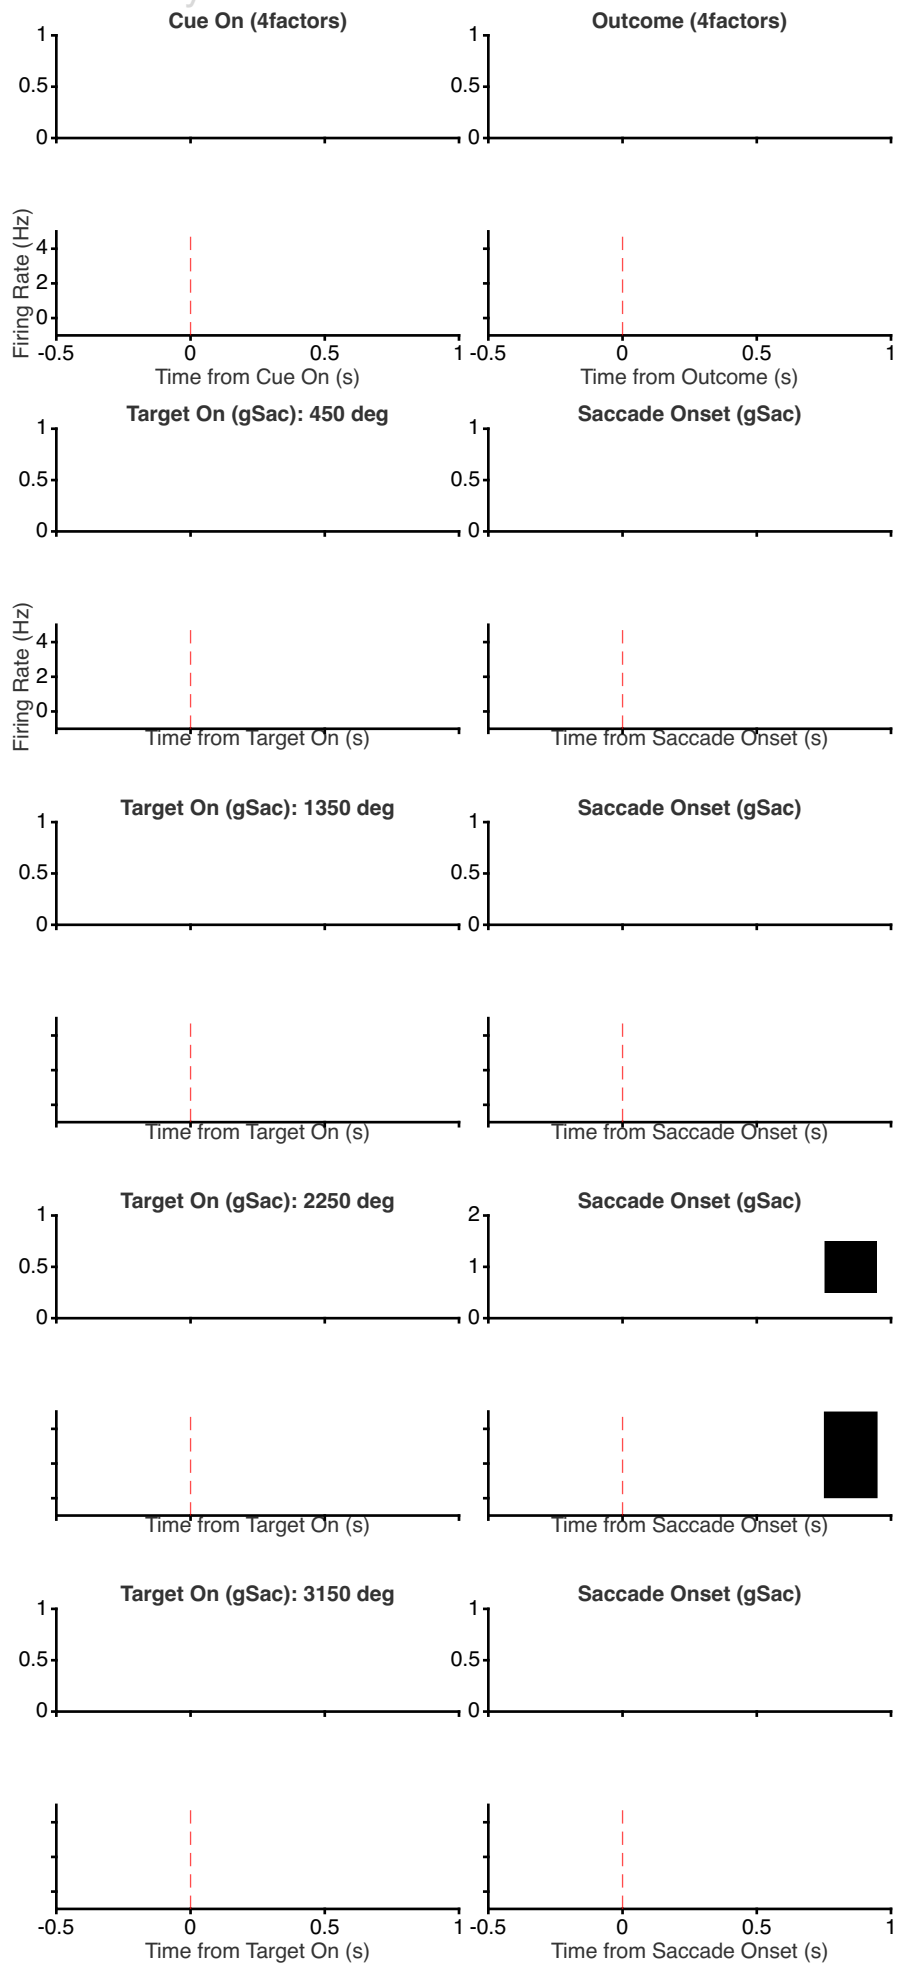 Cue On (4factors) Outcome (4factors)
1 1
0.5 0.5
0 0
Firing Rate (Hz)
4
2
0
-0.5 0 0.5 1 -0.5 0 0.5 1
Time from Cue On (s) Time from Outcome (s)
Target On (gSac): 450 deg Saccade Onset (gSac)
1 1
0.5 0.5
0 0
Firing Rate (Hz)
4
2
0
Time from Target On (s) Time from Saccade Onset (s)
Target On (gSac): 1350 deg Saccade Onset (gSac)
1 1
0.5 0.5
0 0
Time from Target On (s) Time from Saccade Onset (s)
Target On (gSac): 2250 deg Saccade Onset (gSac)
1 2
0.5 1
0 0
Time from Target On (s) Time from Saccade Onset (s)
Target On (gSac): 3150 deg Saccade Onset (gSac)
1 1
0.5 0.5
0 0
-0.5 0 0.5 1 -0.5 0 0.5 1
Time from Target On (s) Time from Saccade Onset (s)